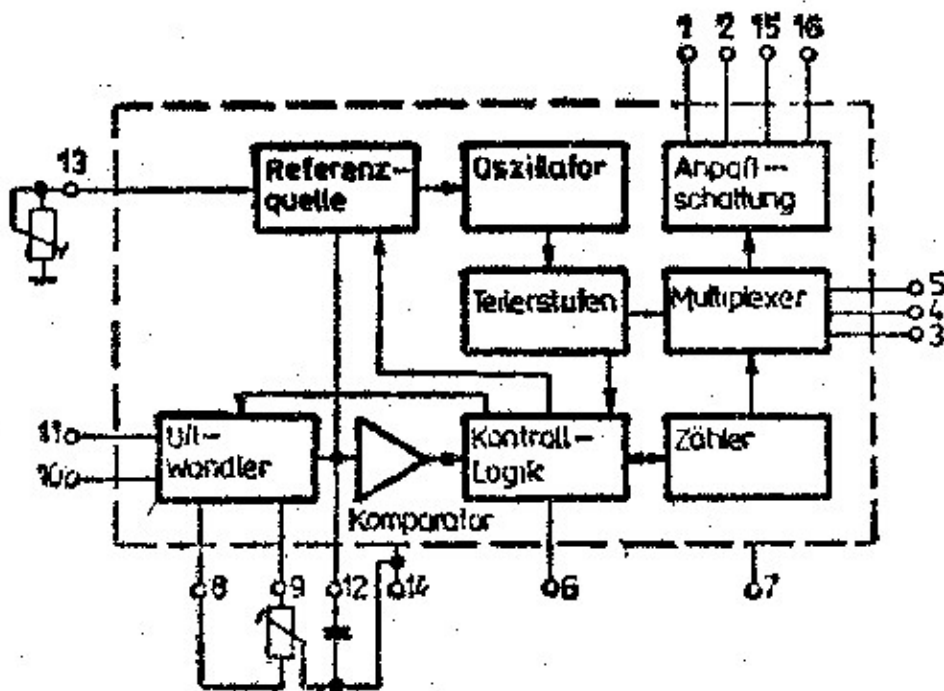 1 2 15 16
13
Referenz-
quelle
Oszillator
Anpaß-
schaltung
Teilerstufen
Multiplexer
5
4
3
11
10
U/I-
Wandler
Komparator
Kontroll-
Logik
Zähler
8 9 12 14 6 7